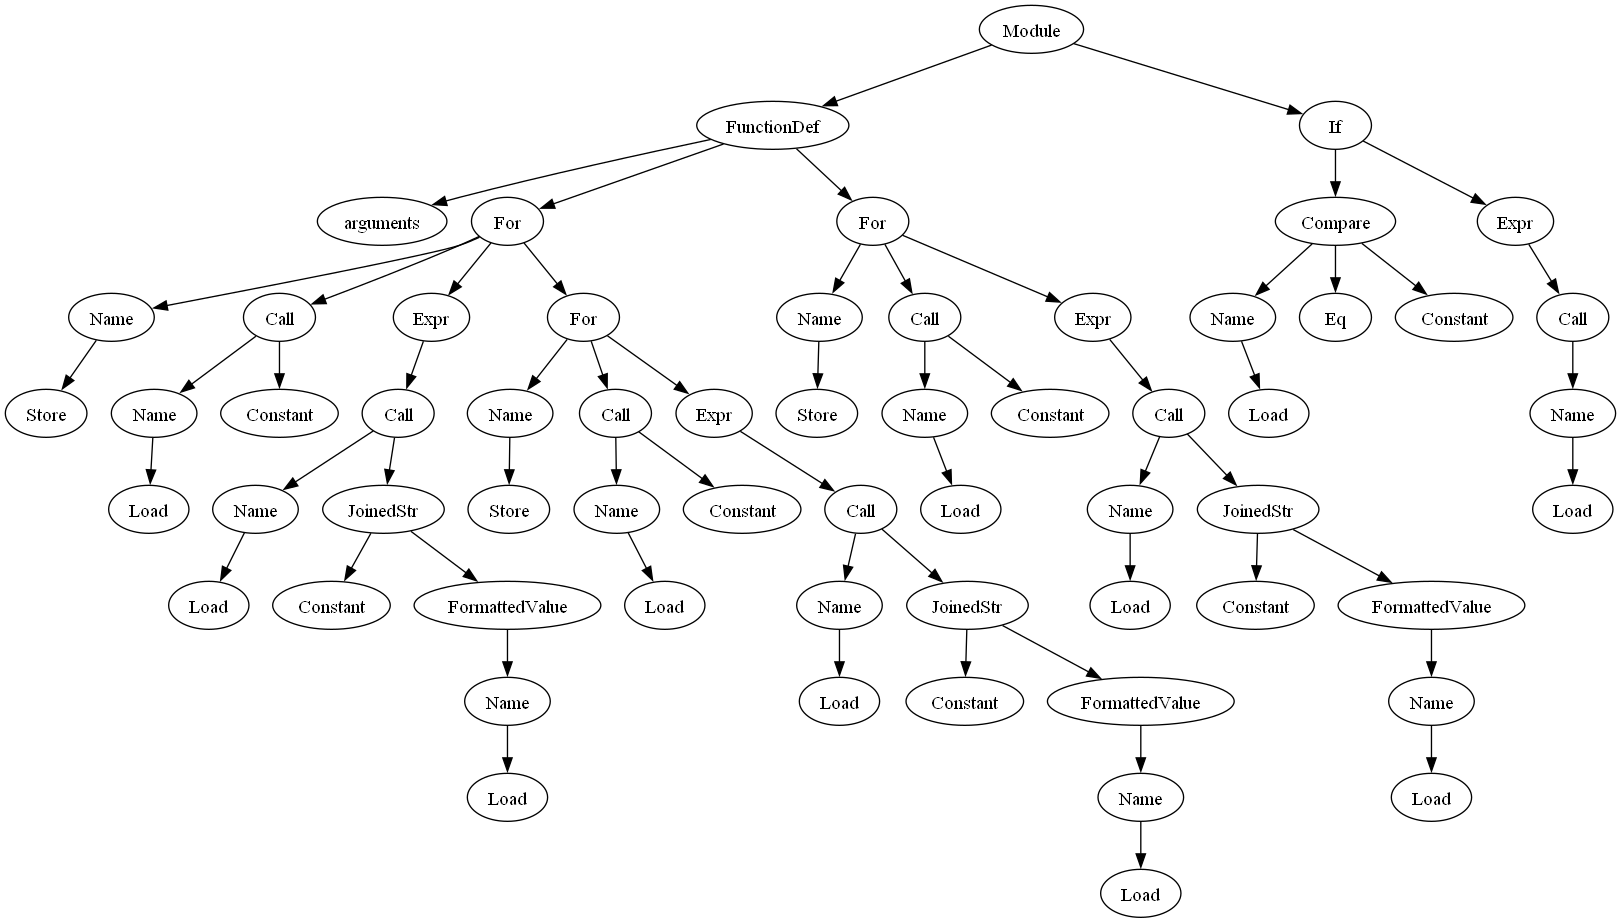 Module
FunctionDef If
arguments For For Compare Expr
Name Call Expr For Name Call Expr Name Eq Constant Call
Store Name Constant Call Name Call Expr Store Name Constant Call Load Name
Load Name JoinedStr Store Name Constant Call Load Name JoinedStr Load
Load Constant FormattedValue Load Name JoinedStr Load Constant FormattedValue
Name Load Constant FormattedValue Name
Load Name Load
Load